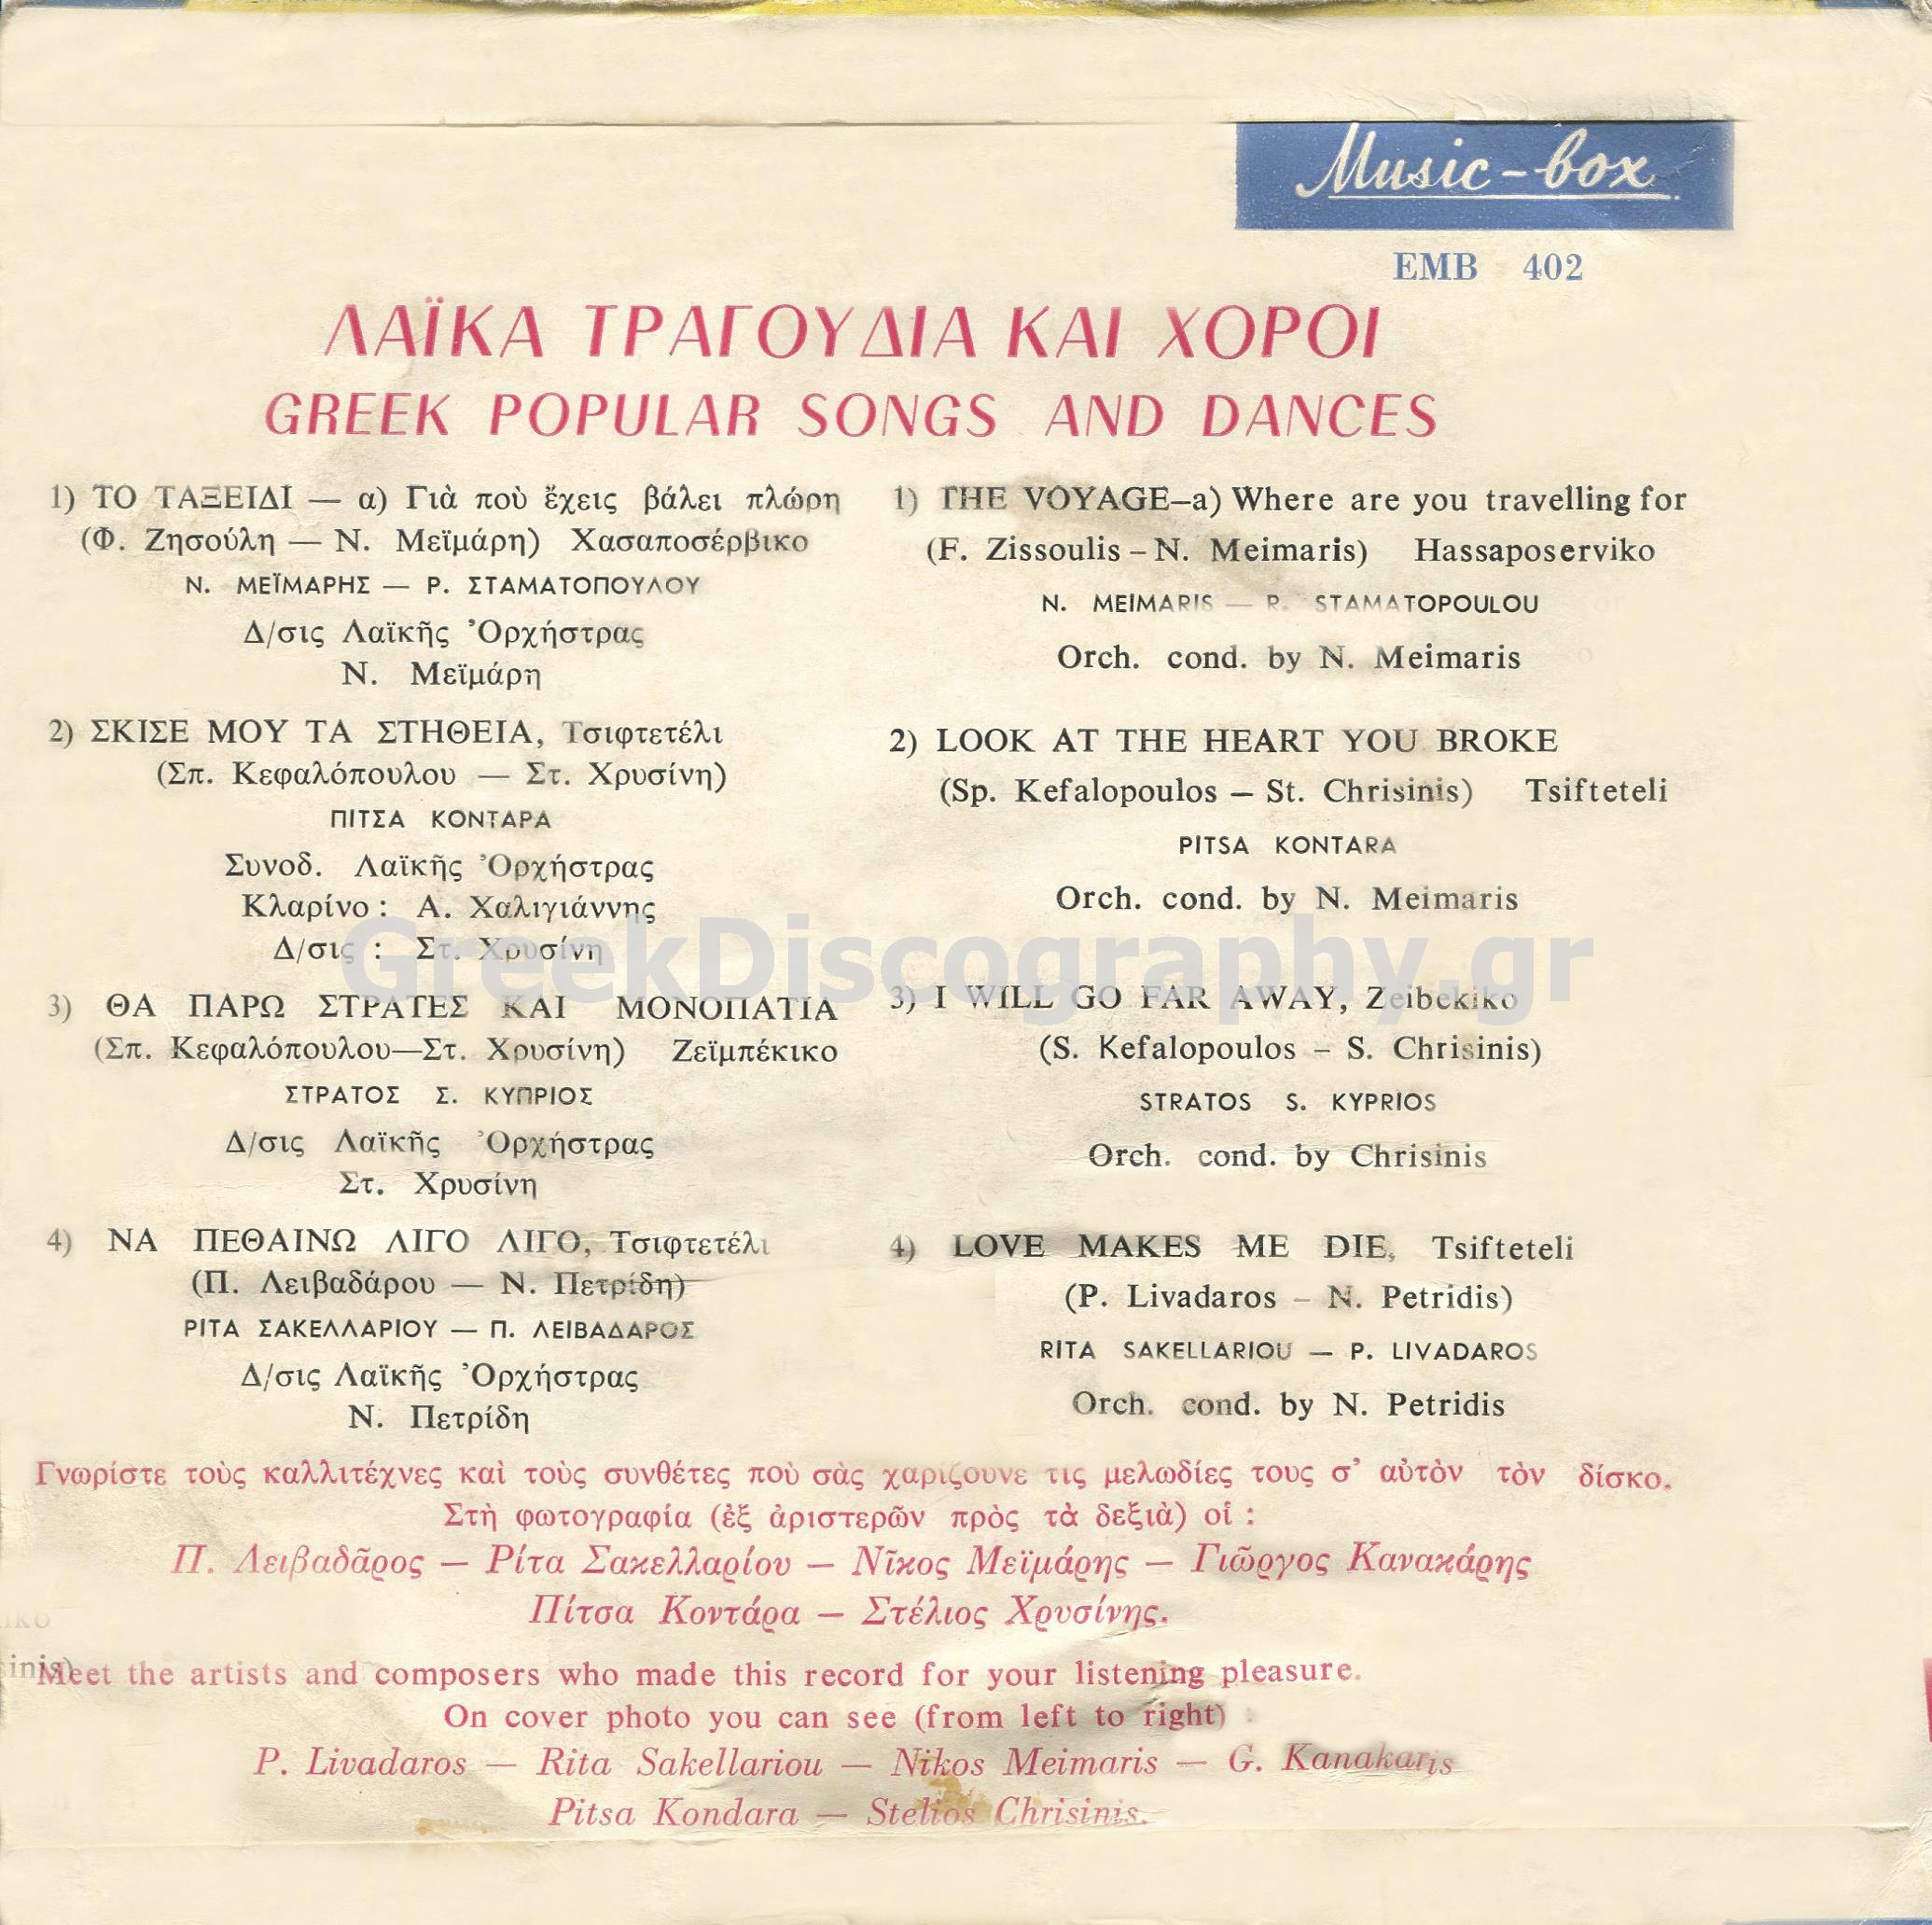 Music-box
EMB 402
ΛΑΪΚΑ ΤΡΑΓΟΥΔΙΑ ΚΑΙ ΧΟΡΟΙ
GREEK POPULAR SONGS AND DANCES
1) ΤΟ ΤΑΞΕΙΔΙ — α) Γιὰ ποὺ ἔχεις βάλει πλώρη
(Φ. Ζησούλη — Ν. Μεϊμάρη) Χασαποσέρβικο
Ν. ΜΕΪΜΑΡΗΣ — Ρ. ΣΤΑΜΑΤΟΠΟΥΛΟΥ
Δ/σις Λαϊκῆς Ὀρχήστρας
Ν. Μεϊμάρη
2) ΣΚΙΣΕ ΜΟΥ ΤΑ ΣΤΗΘΕΙΑ, Τσιφτετέλι
(Σπ. Κεφαλόπουλου — Στ. Χρυσίνη)
ΠΙΤΣΑ ΚΟΝΤΑΡΑ
Συνοδ. Λαϊκῆς Ὀρχήστρας
Κλαρίνο : Α. Χαλιγιάννης
Δ/σις : Στ. Χρυσίνη
3) ΘΑ ΠΑΡΩ ΣΤΡΑΤΕΣ ΚΑΙ ΜΟΝΟΠΑΤΙΑ
(Σπ. Κεφαλόπουλου—Στ. Χρυσίνη) Ζεϊμπέκικο
ΣΤΡΑΤΟΣ Σ. ΚΥΠΡΙΟΣ
Δ/σις Λαϊκῆς Ὀρχήστρας
Στ. Χρυσίνη
4) ΝΑ ΠΕΘΑΙΝΩ ΛΙΓΟ ΛΙΓΟ, Τσιφτετέλι
(Π. Λειβαδάρου — Ν. Πετρίδη)
ΡΙΤΑ ΣΑΚΕΛΛΑΡΙΟΥ — Π. ΛΕΙΒΑΔΑΡΟΣ
Δ/σις Λαϊκῆς Ὀρχήστρας
Ν. Πετρίδη
1) THE VOYAGE–a) Where are you travelling for
(F. Zissoulis – N. Meimaris) Hassaposerviko
N. MEIMARIS — R. STAMATOPOULOU
Orch. cond. by N. Meimaris
2) LOOK AT THE HEART YOU BROKE
(Sp. Kefalopoulos – St. Chrisinis) Tsifteteli
PITSA KONTARA
Orch. cond. by N. Meimaris
3) I WILL GO FAR AWAY, Zeibekiko
(S. Kefalopoulos – S. Chrisinis)
STRATOS S. KYPRIOS
Orch. cond. by Chrisinis
4) LOVE MAKES ME DIE, Tsifteteli
(P. Livadaros – N. Petridis)
RITA SAKELLARIOU — P. LIVADAROS
Orch. cond. by N. Petridis
GreekDiscography.gr
Γνωρίστε τοὺς καλλιτέχνες καὶ τοὺς συνθέτες ποὺ σὰς χαρίζουνε τις μελωδίες τους σ' αὐτὸν τὸν δίσκο.
Στὴ φωτογραφία (ἐξ ἀριστερῶν πρὸς τὰ δεξιὰ) οἱ :
Π. Λειβαδᾶρος — Ρίτα Σακελλαρίου — Νῖκος Μεϊμάρης — Γιῶργος Κανακάρης
Πίτσα Κοντάρα — Στέλιος Χρυσίνης.
Meet the artists and composers who made this record for your listening pleasure.
On cover photo you can see (from left to right) :
P. Livadaros — Rita Sakellariou — Nikos Meimaris — G. Kanakaris
Pitsa Kondara — Stelios Chrisinis.